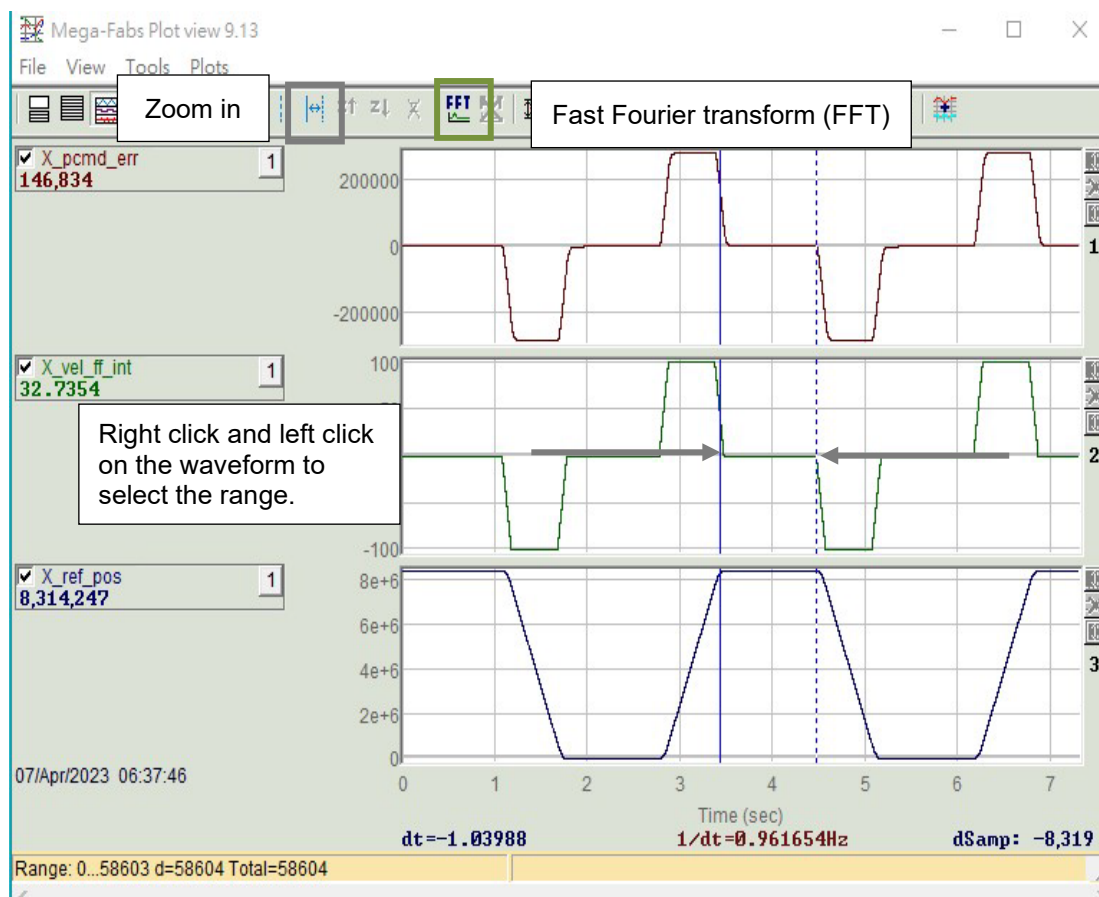 Mega-Fabs Plot view 9.13
File View Tools Plots
Zoom in
FFT
Fast Fourier transform (FFT)
X_pcmd_err 1
146,834
200000
0
-200000
1
X_vel_ff_int 1
32.7354
100
-100
2
Right click and left click
on the waveform to
select the range.
X_ref_pos 1
8,314,247
8e+6
6e+6
4e+6
2e+6
0
3
07/Apr/2023 06:37:46
0 1 2 3 4 5 6 7
Time (sec)
dt=-1.03988 1/dt=0.961654Hz dSamp: -8,319
Range: 0...58603 d=58604 Total=58604